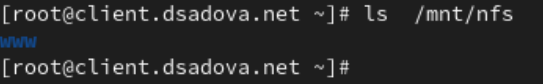 [root@client.dsadova.net ~]# ls  /mnt/nfs
www
[root@client.dsadova.net ~]#